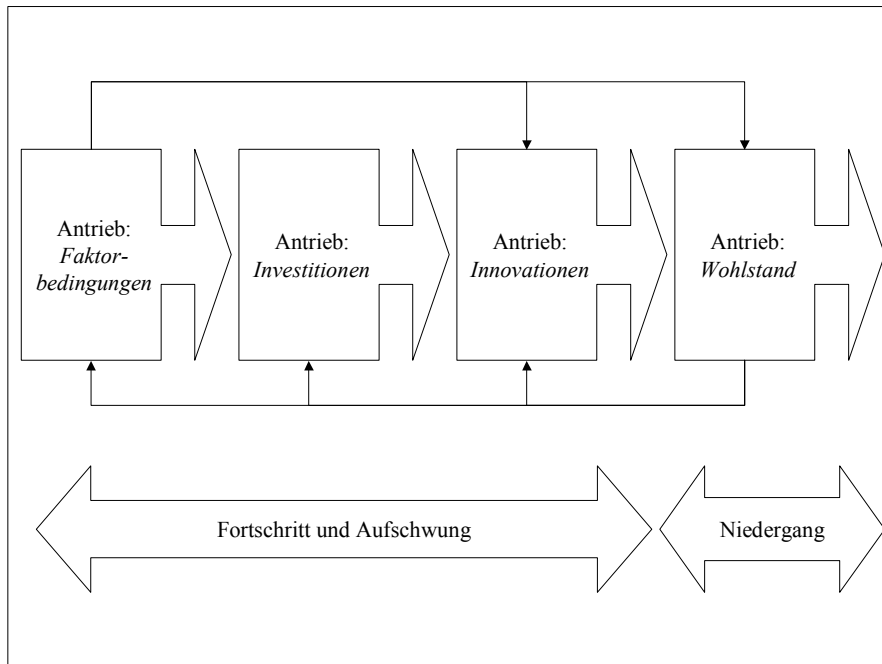 Antrieb:
Faktor-
bedingungen
Antrieb:
Investitionen
Antrieb:
Innovationen
Antrieb:
Wohlstand
Fortschritt und Aufschwung
Niedergang